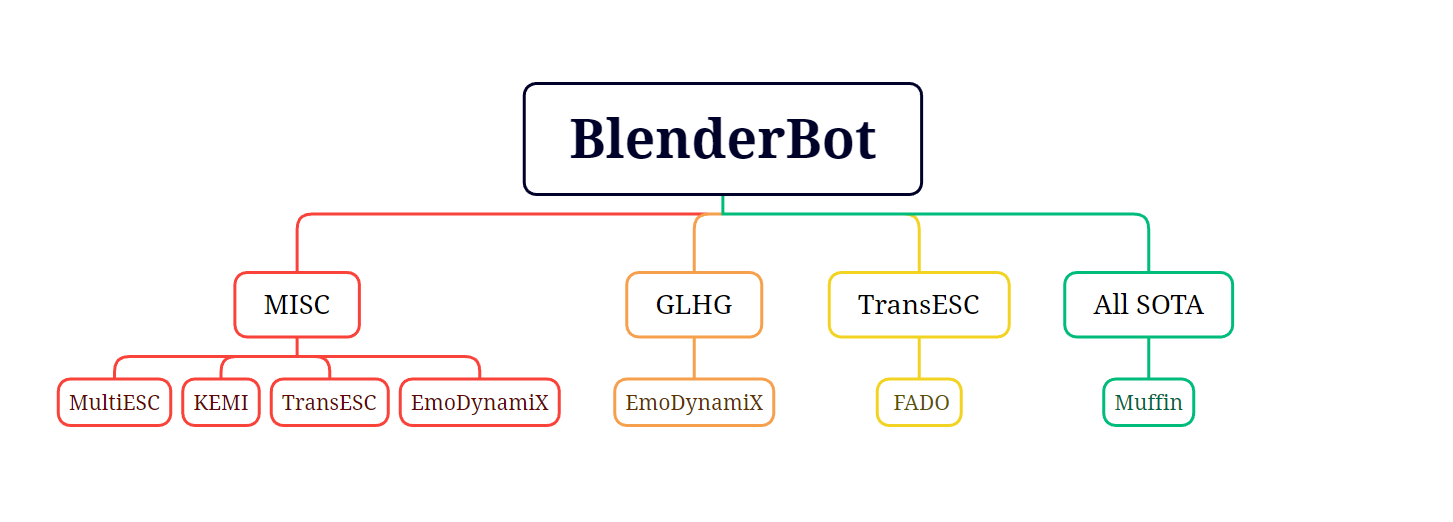 BlenderBot
MISC
GLHG
TransESC
All SOTA
MultiESC
KEMI
TransESC
EmoDynamiX
EmoDynamiX
FADO
Muffin